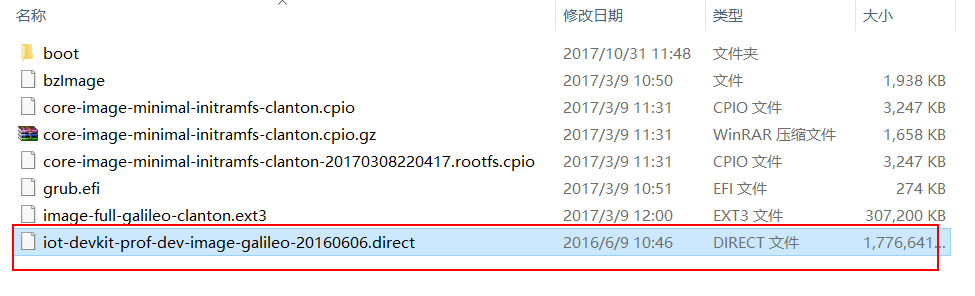 名称 修改日期 类型 大小
boot 2017/10/31 11:48 文件夹
bzImage 2017/3/9 10:50 文件 1,938 KB
core-image-minimal-initramfs-clanton.cpio 2017/3/9 11:31 CPIO 文件 3,247 KB
core-image-minimal-initramfs-clanton.cpio.gz 2017/3/9 11:31 WinRAR 压缩文件 1,658 KB
core-image-minimal-initramfs-clanton-20170308220417.rootfs.cpio 2017/3/9 11:31 CPIO 文件 3,247 KB
grub.efi 2017/3/9 10:51 EFI 文件 274 KB
image-full-galileo-clanton.ext3 2017/3/9 12:00 EXT3 文件 307,200 KB
iot-devkit-prof-dev-image-galileo-20160606.direct 2016/6/9 10:46 DIRECT 文件 1,776,641...